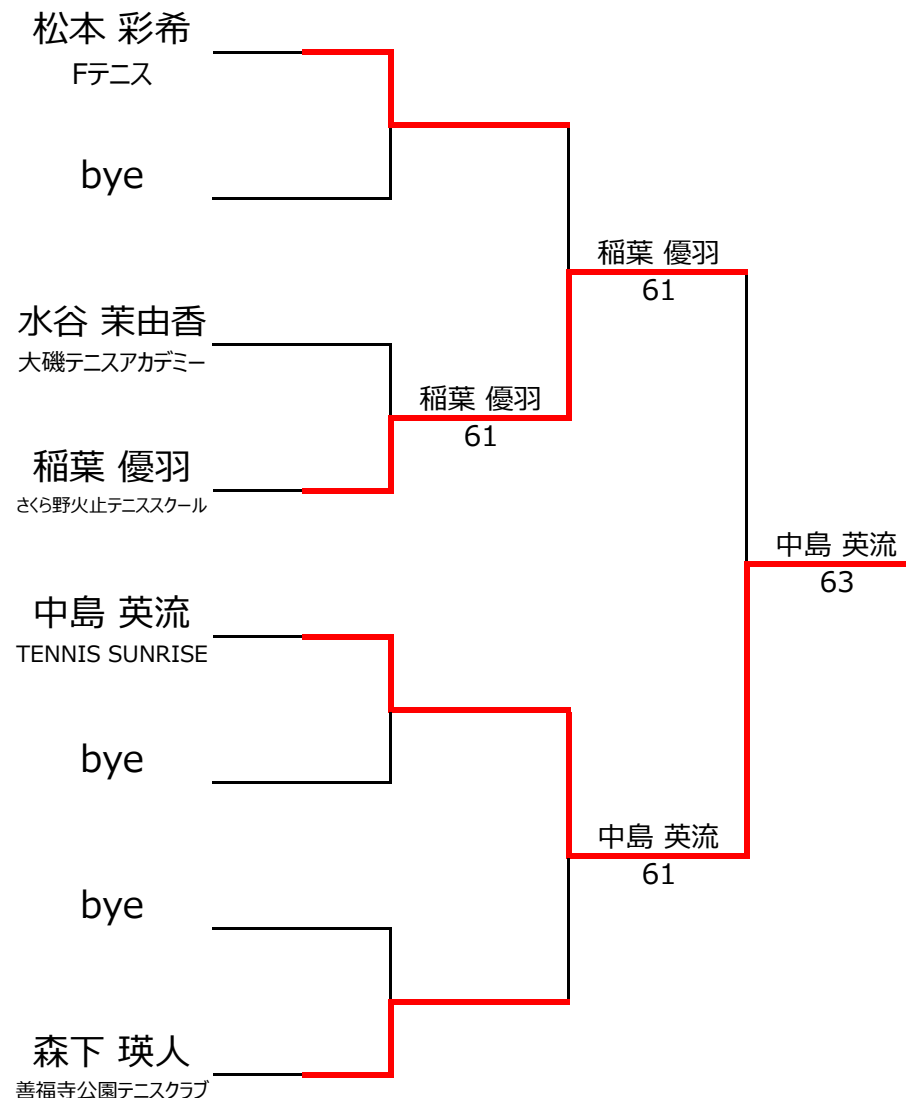 松本 彩希
Fテニス
bye
稲葉 優羽
61
水谷 茉由香
大磯テニスアカデミー
稲葉 優羽
61
稲葉 優羽
さくら野火止テニススクール
中島 英流
63
中島 英流
TENNIS SUNRISE
bye
中島 英流
61
bye
森下 瑛人
善福寺公園テニスクラブ